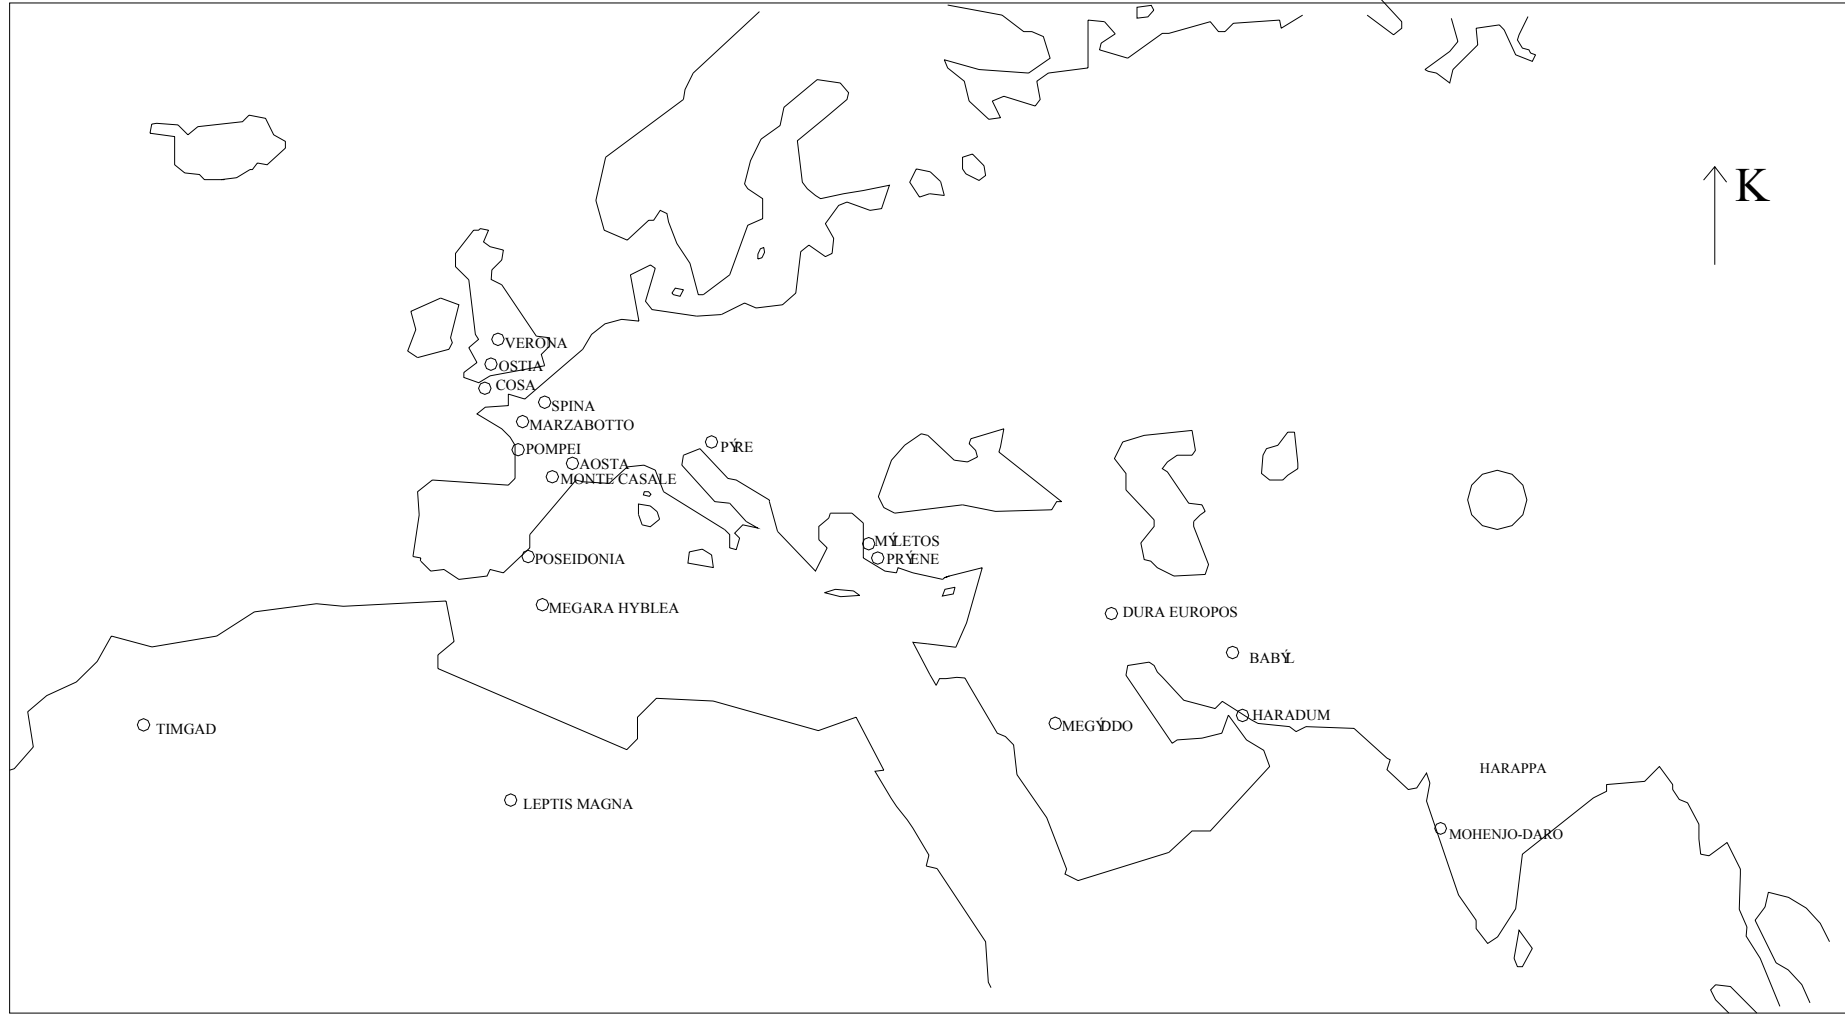 K
VERONA
OSTIA
COSA
SPINA
MARZABOTTO
PÝRE
POMPEI
AOSTA
MONTE CASALE
MÝLETOS
POSEIDONIA
PRÝENE
MEGARA HYBLEA
DURA EUROPOS
BABÝL
HARADUM
MEGÝDDO
TIMGAD
HARAPPA
LEPTIS MAGNA
MOHENJO-DARO